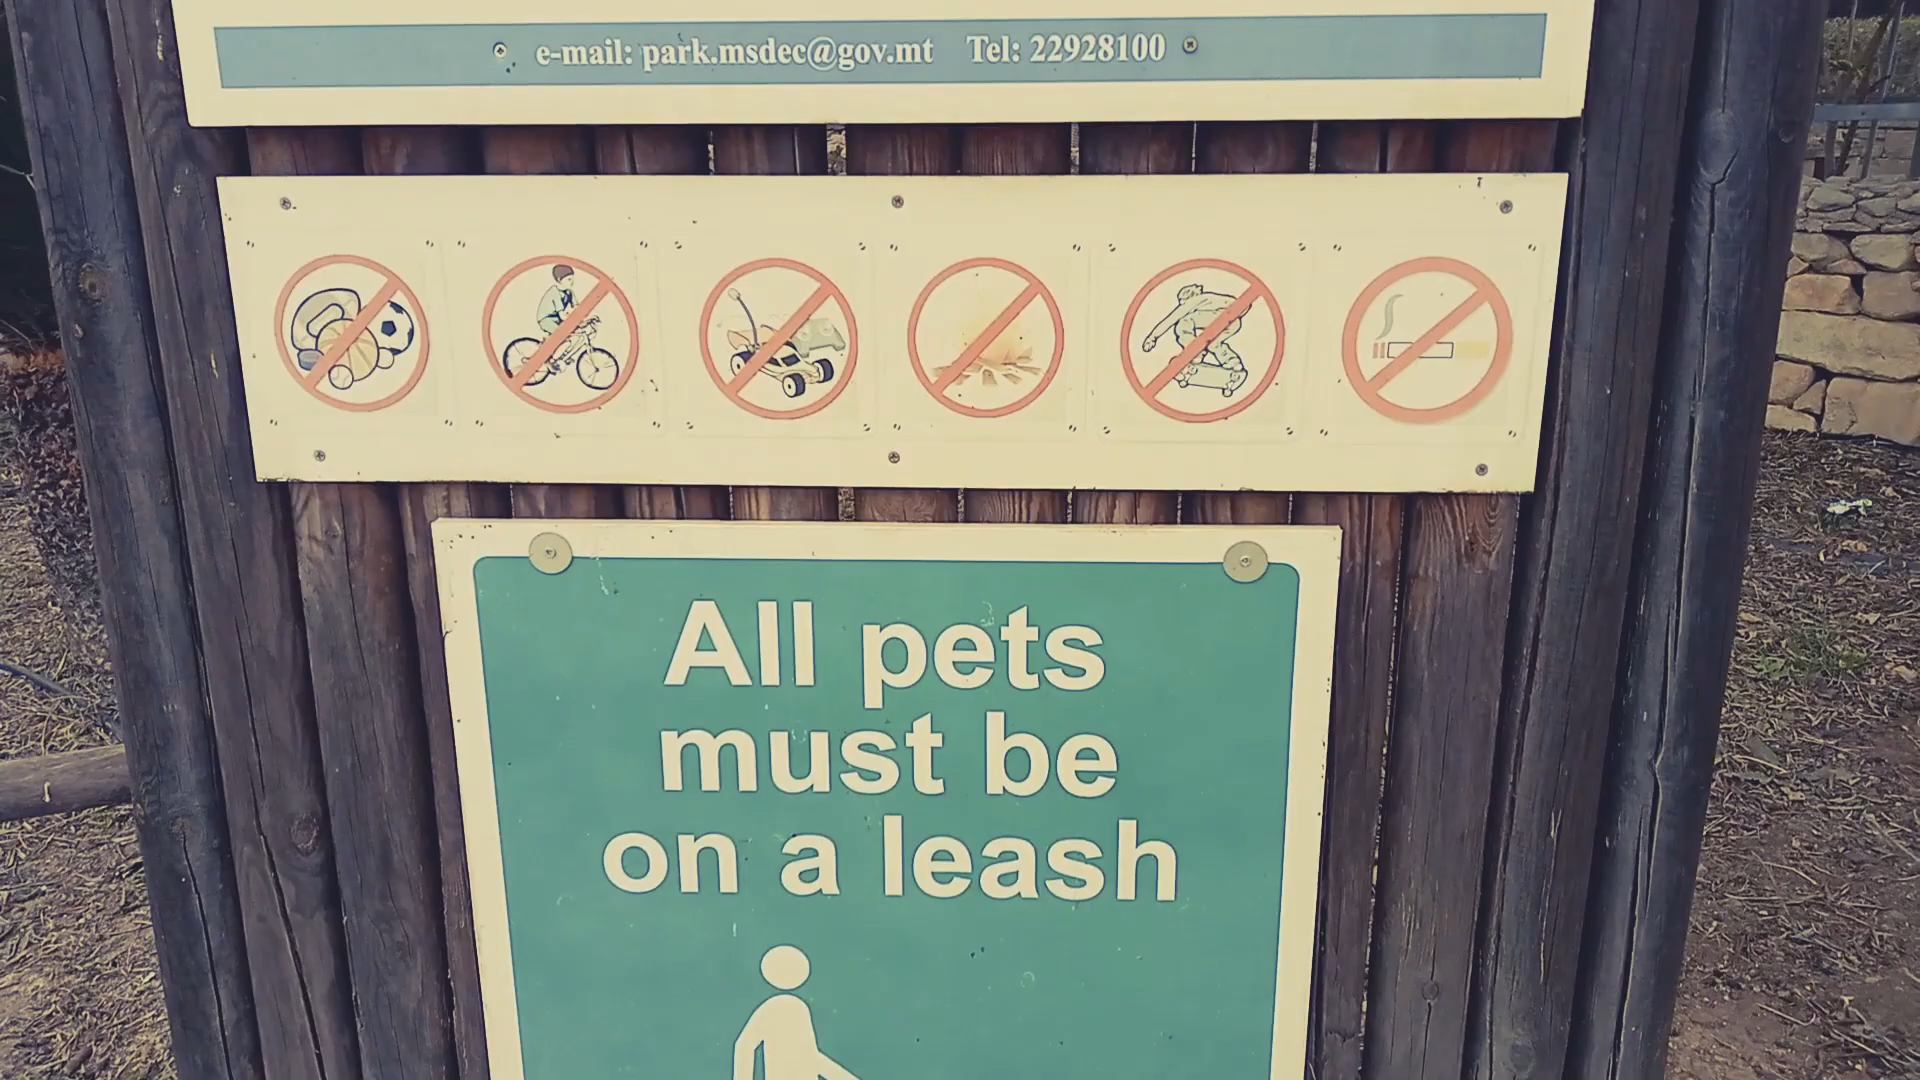 e-mail: park.msdec@gov.mt Tel: 22928100
All pets
must be
on a leash